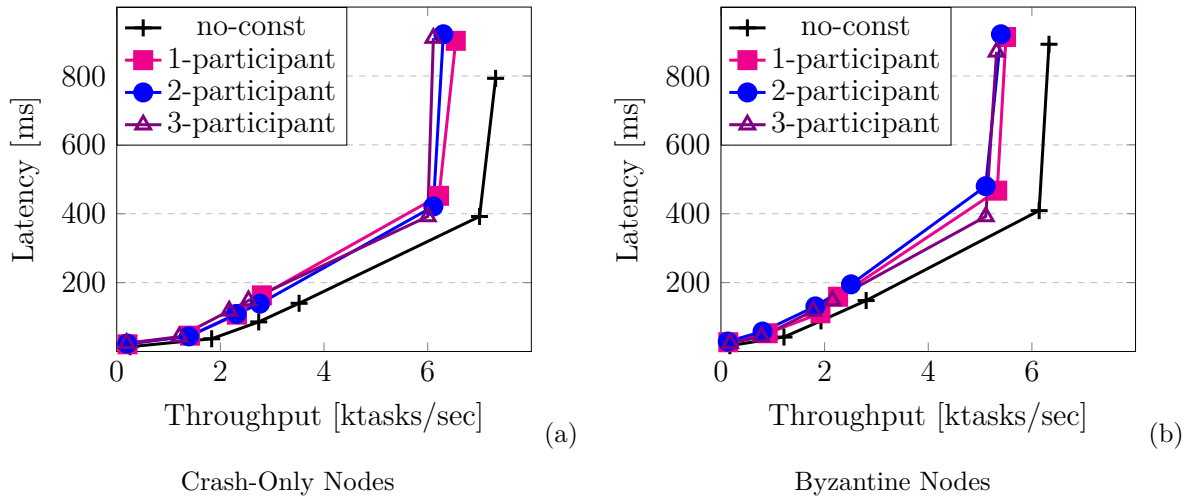 no-const
1-participant
2-participant
3-participant
800
600
400
200
0 2 4 6
Latency [ms]
Throughput [ktasks/sec]
(a)
Crash-Only Nodes
no-const
1-participant
2-participant
3-participant
800
600
400
200
0 2 4 6
Latency [ms]
Throughput [ktasks/sec]
(b)
Byzantine Nodes